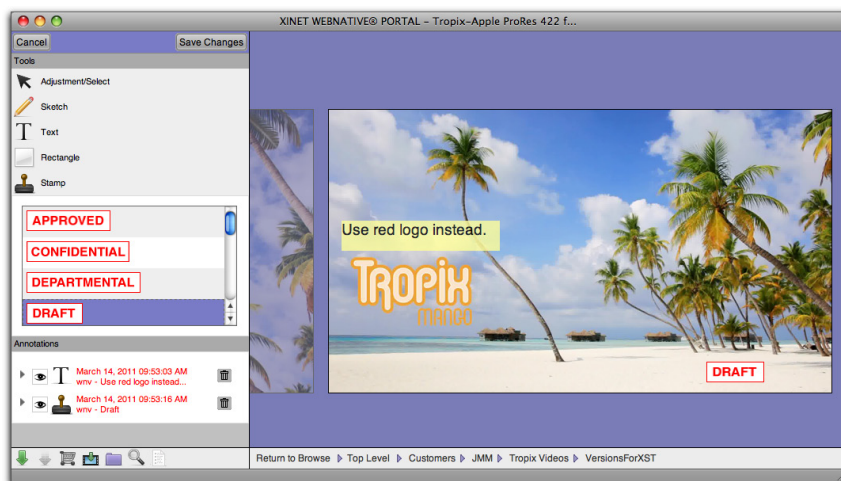 XINET WEBNATIVE® PORTAL – Tropix-Apple ProRes 422 f...
Cancel
Save Changes
Tools
Adjustment/Select
Sketch
T Text
Rectangle
Stamp
APPROVED
CONFIDENTIAL
DEPARTMENTAL
DRAFT
Annotations
T March 14, 2011 09:53:03 AM
wnv - Use red logo instead...
March 14, 2011 09:53:16 AM
wnv - Draft
Use red logo instead.
TROPIX
MANGO
DRAFT
Return to Browse Top Level Customers JMM Tropix Videos VersionsForXST